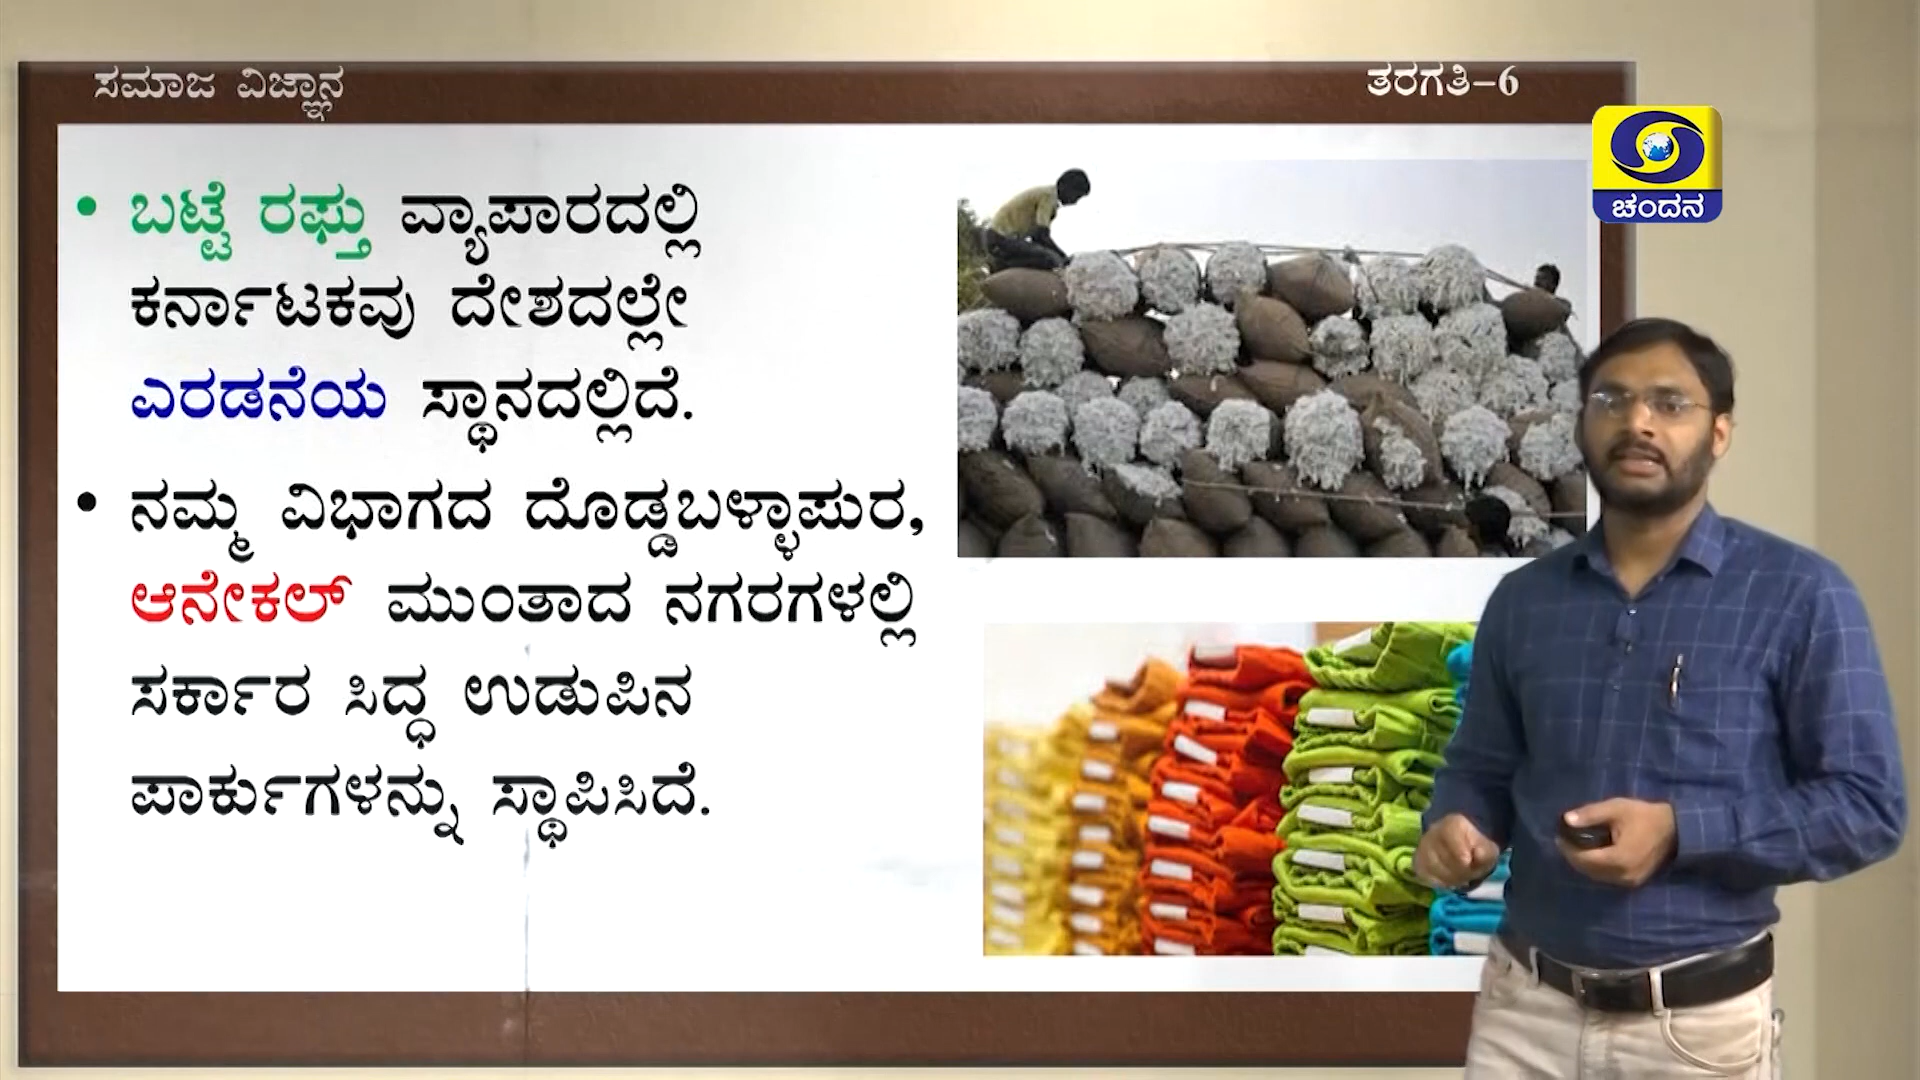 ಸಮಾಜ ವಿಜ್ಞಾನ
ತರಗತಿ-6
ಚಂದನ
• ಬಟ್ಟೆ ರಫ್ತು ವ್ಯಾಪಾರದಲ್ಲಿ
ಕರ್ನಾಟಕವು ದೇಶದಲ್ಲೇ
ಎರಡನೆಯ ಸ್ಥಾನದಲ್ಲಿದೆ.
• ನಮ್ಮ ವಿಭಾಗದ ದೊಡ್ಡಬಳ್ಳಾಪುರ,
ಆನೇಕಲ್ ಮುಂತಾದ ನಗರಗಳಲ್ಲಿ
ಸರ್ಕಾರ ಸಿದ್ಧ ಉಡುಪಿನ
ಪಾರ್ಕುಗಳನ್ನು ಸ್ಥಾಪಿಸಿದೆ.